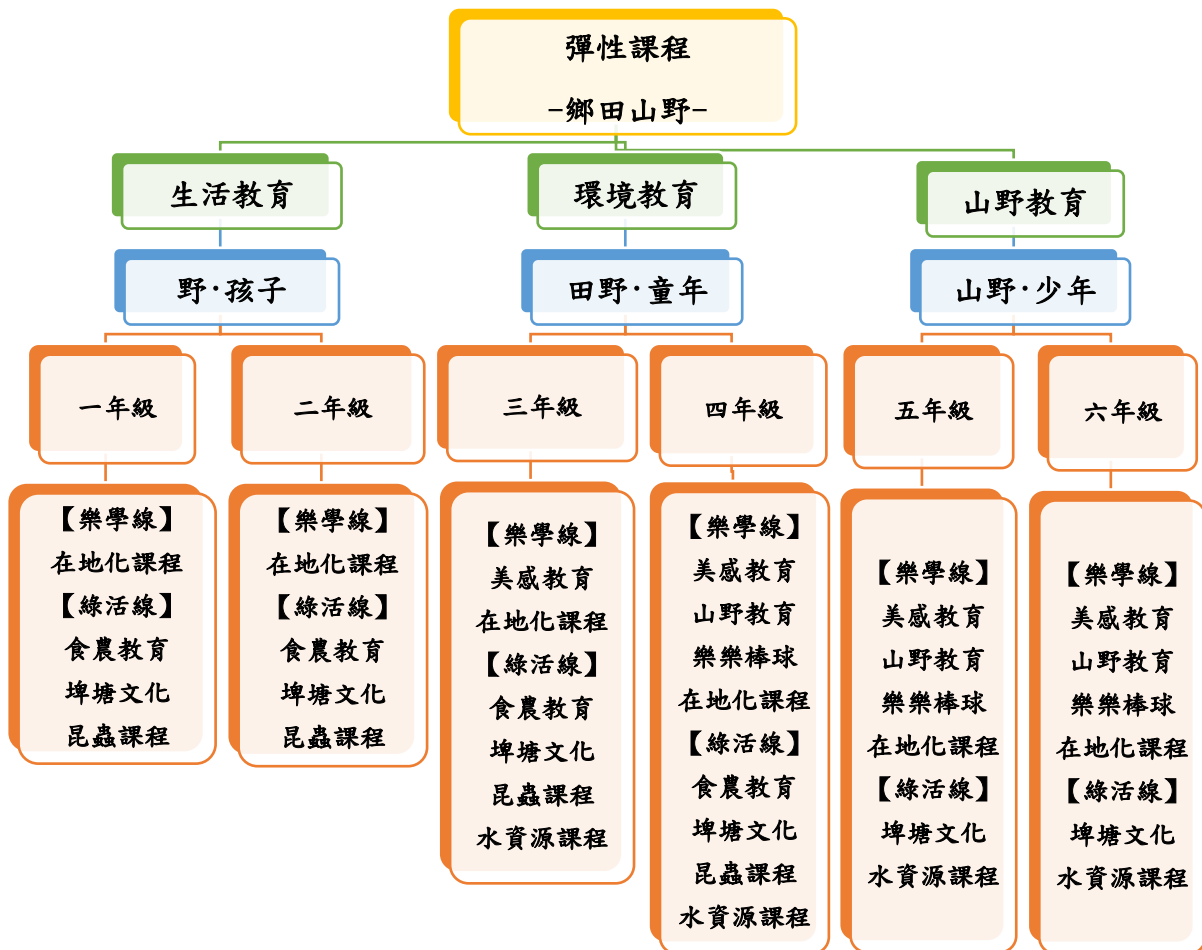 彈性課程
-鄉田山野-
生活教育
環境教育
山野教育
野·孩子
田野·童年
山野·少年
一年級
二年級
三年級
四年級
五年級
六年級
【樂學線】
在地化課程
【綠活線】
食農教育
埤塘文化
昆蟲課程
【樂學線】
在地化課程
【綠活線】
食農教育
埤塘文化
昆蟲課程
【樂學線】
美感教育
在地化課程
【綠活線】
食農教育
埤塘文化
昆蟲課程
水資源課程
【樂學線】
美感教育
山野教育
樂樂棒球
在地化課程
【綠活線】
食農教育
埤塘文化
昆蟲課程
水資源課程
【樂學線】
美感教育
山野教育
樂樂棒球
在地化課程
【綠活線】
埤塘文化
水資源課程
【樂學線】
美感教育
山野教育
樂樂棒球
在地化課程
【綠活線】
埤塘文化
水資源課程